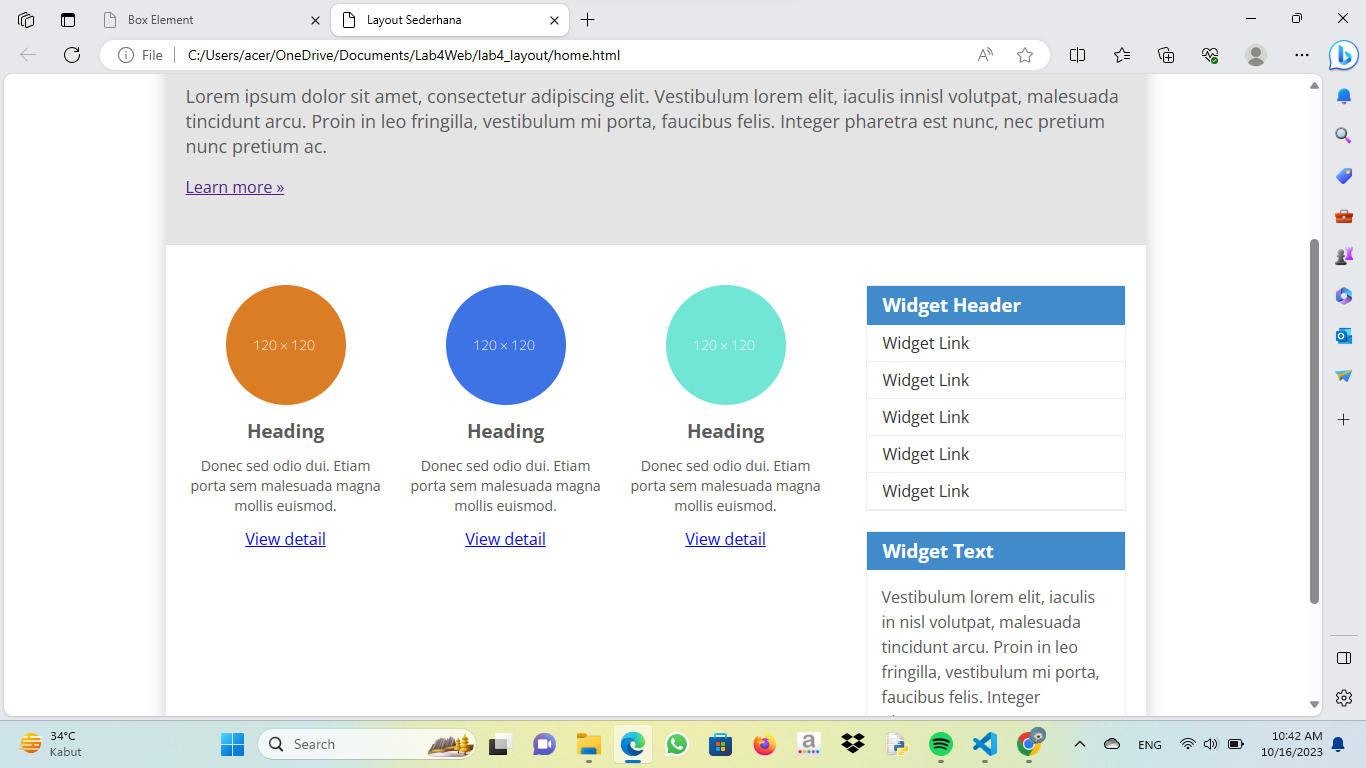 Box Element
Layout Sederhana
File
C:/Users/acer/OneDrive/Documents/Lab4Web/lab4_layout/home.html
Lorem ipsum dolor sit amet, consectetur adipiscing elit. Vestibulum lorem elit, iaculis innisl volutpat, malesuada
tincidunt arcu. Proin in leo fringilla, vestibulum mi porta, faucibus felis. Integer pharetra est nunc, nec pretium
nunc pretium ac.
Learn more »
120 × 120
120 × 120
120 × 120
Heading
Heading
Heading
Donec sed odio dui. Etiam
porta sem malesuada magna
mollis euismod.
Donec sed odio dui. Etiam
porta sem malesuada magna
mollis euismod.
Donec sed odio dui. Etiam
porta sem malesuada magna
mollis euismod.
View detail
View detail
View detail
Widget Header
Widget Link
Widget Link
Widget Link
Widget Link
Widget Link
Widget Text
Vestibulum lorem elit, iaculis
in nisl volutpat, malesuada
tincidunt arcu. Proin in leo
fringilla, vestibulum mi porta,
faucibus felis. Integer
34°C
Kabut
Search
ENG
10:42 AM
10/16/2023